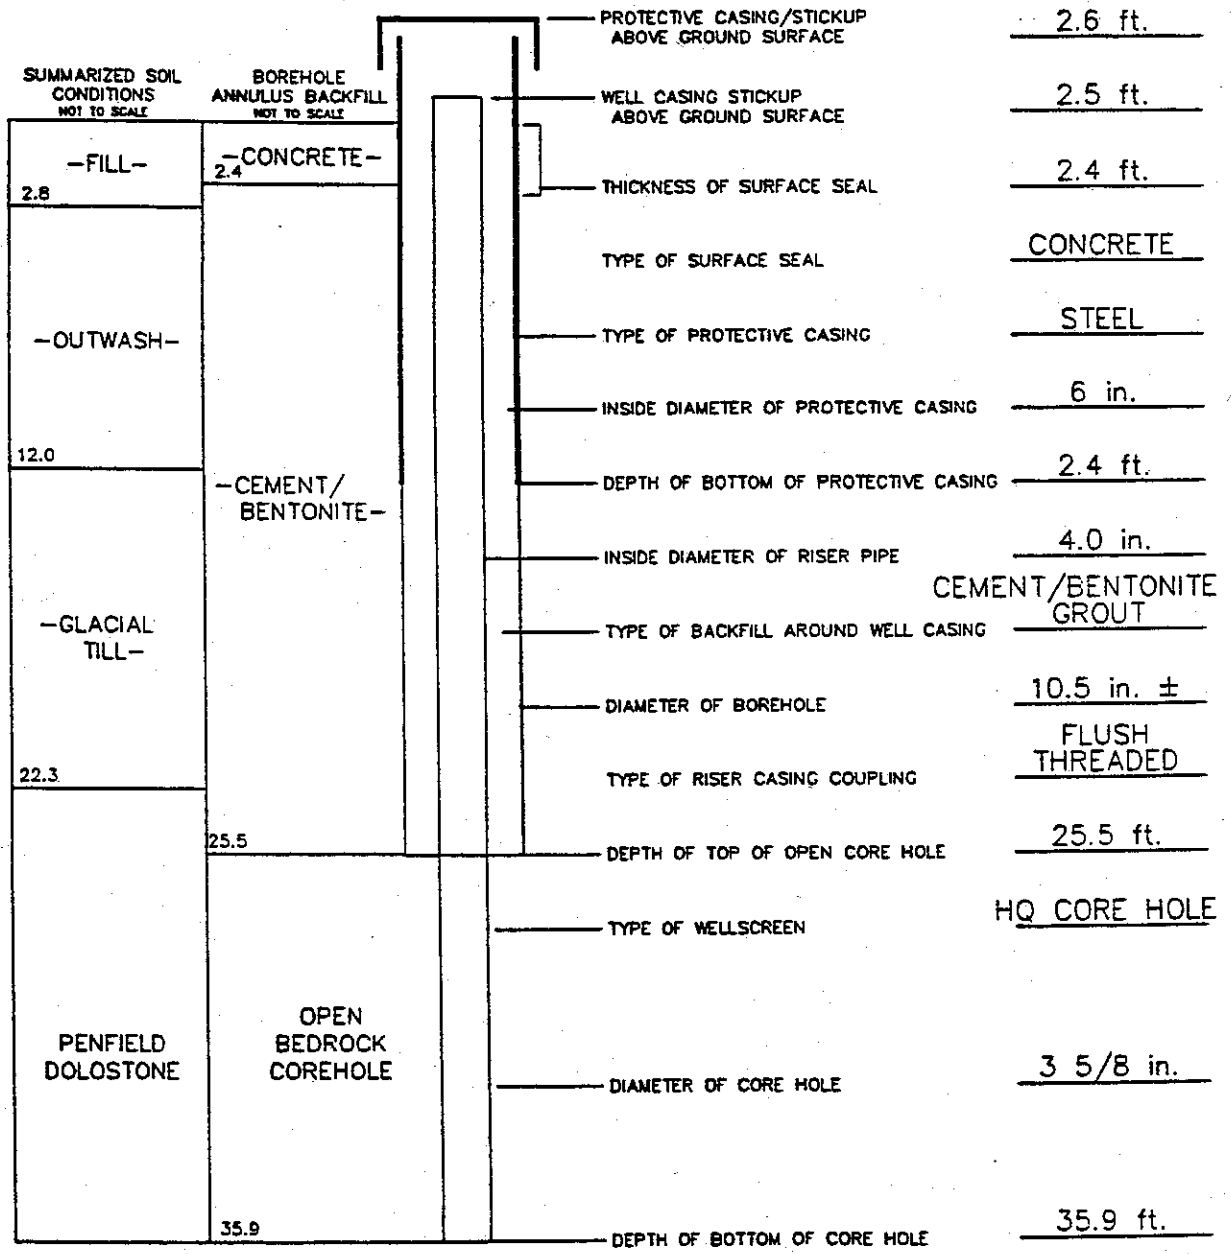 PROTECTIVE CASING/STICKUP
ABOVE GROUND SURFACE
2.6 ft.
SUMMARIZED SOIL
CONDITIONS
NOT TO SCALE
BOREHOLE
ANNULUS BACKFILL
NOT TO SCALE
WELL CASING STICKUP
ABOVE GROUND SURFACE
2.5 ft.
-FILL-
2.8
-CONCRETE-
2.4
THICKNESS OF SURFACE SEAL
2.4 ft.
TYPE OF SURFACE SEAL
CONCRETE
-OUTWASH-
12.0
TYPE OF PROTECTIVE CASING
STEEL
INSIDE DIAMETER OF PROTECTIVE CASING
6 in.
-CEMENT/
BENTONITE-
DEPTH OF BOTTOM OF PROTECTIVE CASING
2.4 ft.
INSIDE DIAMETER OF RISER PIPE
4.0 in.
-GLACIAL
TILL-
22.3
TYPE OF BACKFILL AROUND WELL CASING
CEMENT/BENTONITE
GROUT
DIAMETER OF BOREHOLE
10.5 in. ±
TYPE OF RISER CASING COUPLING
FLUSH
THREADED
25.5
DEPTH OF TOP OF OPEN CORE HOLE
25.5 ft.
TYPE OF WELLSCREEN
HQ CORE HOLE
PENFIELD
DOLOSTONE
OPEN
BEDROCK
COREHOLE
DIAMETER OF CORE HOLE
3 5/8 in.
35.9
DEPTH OF BOTTOM OF CORE HOLE
35.9 ft.